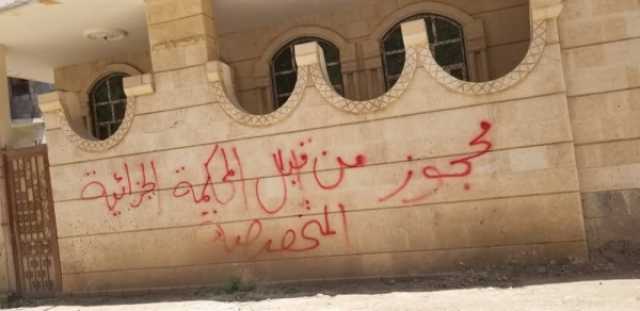 محجوز من قبل المحكمة الجزائية
المتخصصة